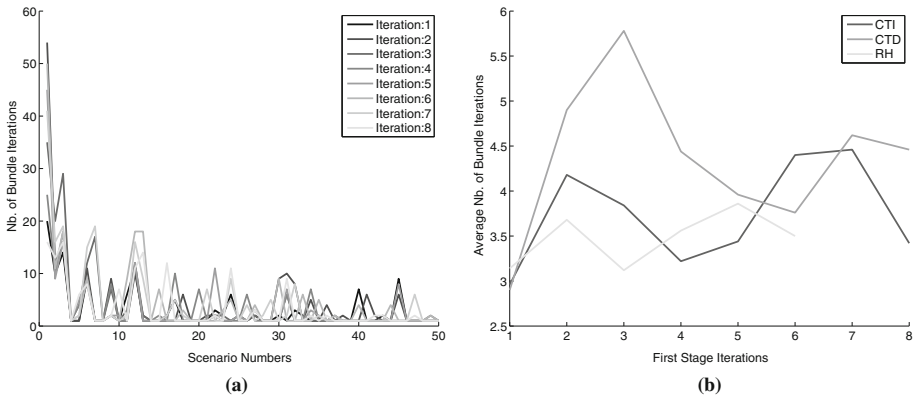 60
50
40
30
20
10
0
0 10 20 30 40 50
Nb. of Bundle Iterations
Scenario Numbers
Iteration:1
Iteration:2
Iteration:3
Iteration:4
Iteration:5
Iteration:6
Iteration:7
Iteration:8
(a)
6
5.5
5
4.5
4
3.5
3
2.5
1 2 3 4 5 6 7 8
Average Nb. of Bundle Iterations
First Stage Iterations
CTI
CTD
RH
(b)